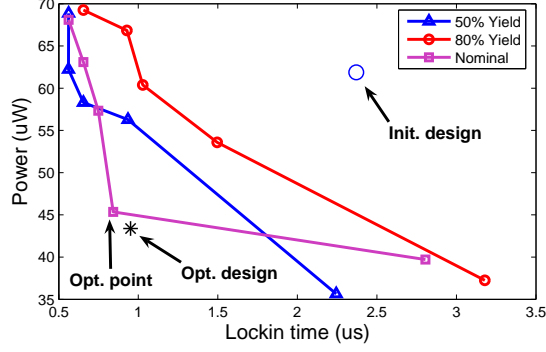 70
65
60
55
50
45
40
35
Power (uW)
50% Yield
80% Yield
Nominal
Init. design
Opt. point
Opt. design
0.5
1
1.5
2
2.5
3
3.5
Lockin time (us)